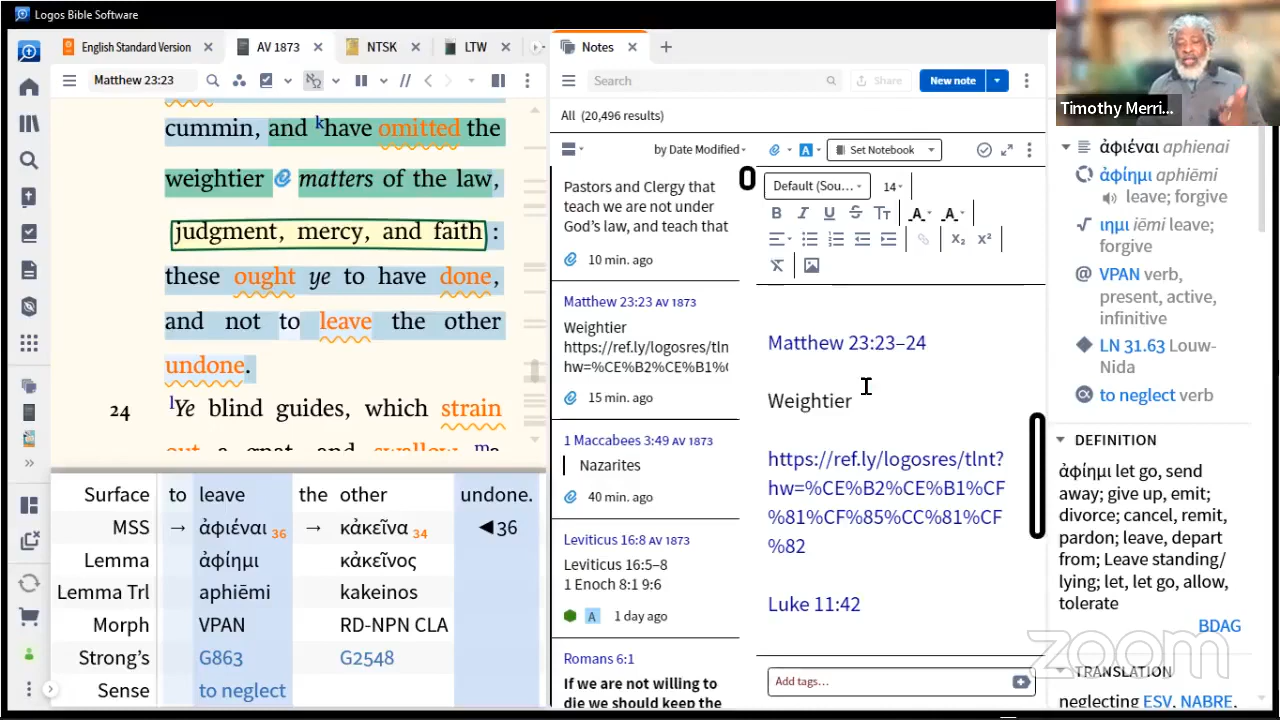 Logos Bible Software
English Standard Version
AV 1873
NTSK
LTW
Matthew 23:23
cummin, and ᵏhave omitted the
weightier matters of the law,
judgment, mercy, and faith :
these ought ye to have done,
and not to leave the other
undone.
24 ˡYe blind guides, which strain
out a gnat, and swallow ᵐa
Surface to leave the other undone.
MSS → ἀφιέναι 36 → κἀκεῖνα 34 ◀36
Lemma ἀφίημι κἀκεῖνος
Lemma Trl aphiēmi kakeinos
Morph VPAN RD-NPN CLA
Strong's G863 G2548
Sense to neglect
Notes
Search
Share
New note
All (20,496 results)
by Date Modified
Set Notebook
Pastors and Clergy that
teach we are not under
God's law, and teach that
10 min. ago
Matthew 23:23 AV 1873
Weightier
https://ref.ly/logosres/tlnt
hw=%CE%B2%CE%B1%C
15 min. ago
1 Maccabees 3:49 AV 1873
Nazarites
40 min. ago
Leviticus 16:8 AV 1873
Leviticus 16:5–8
1 Enoch 8:1 9:6
A 1 day ago
Romans 6:1
If we are not willing to
die we should keep the
Default (Sou...
14
B I U S Tт A A
X₂ X²
Matthew 23:23–24
Weightier
https://ref.ly/logosres/tlnt?
hw=%CE%B2%CE%B1%CF
%81%CF%85%CC%81%CF
%82
Luke 11:42
Add tags...
Timothy Merri...
ἀφιέναι aphienai
ἀφίημι aphiēmi
leave; forgive
ιημι iēmi leave;
forgive
@ VPAN verb,
present, active,
infinitive
LN 31.63 Louw-
Nida
to neglect verb
DEFINITION
ἀφίημι let go, send
away; give up, emit;
divorce; cancel, remit,
pardon; leave, depart
from; Leave standing/
lying; let, let go, allow,
tolerate
BDAG
TRANSLATION
neglecting ESV, NABRE,
zoom